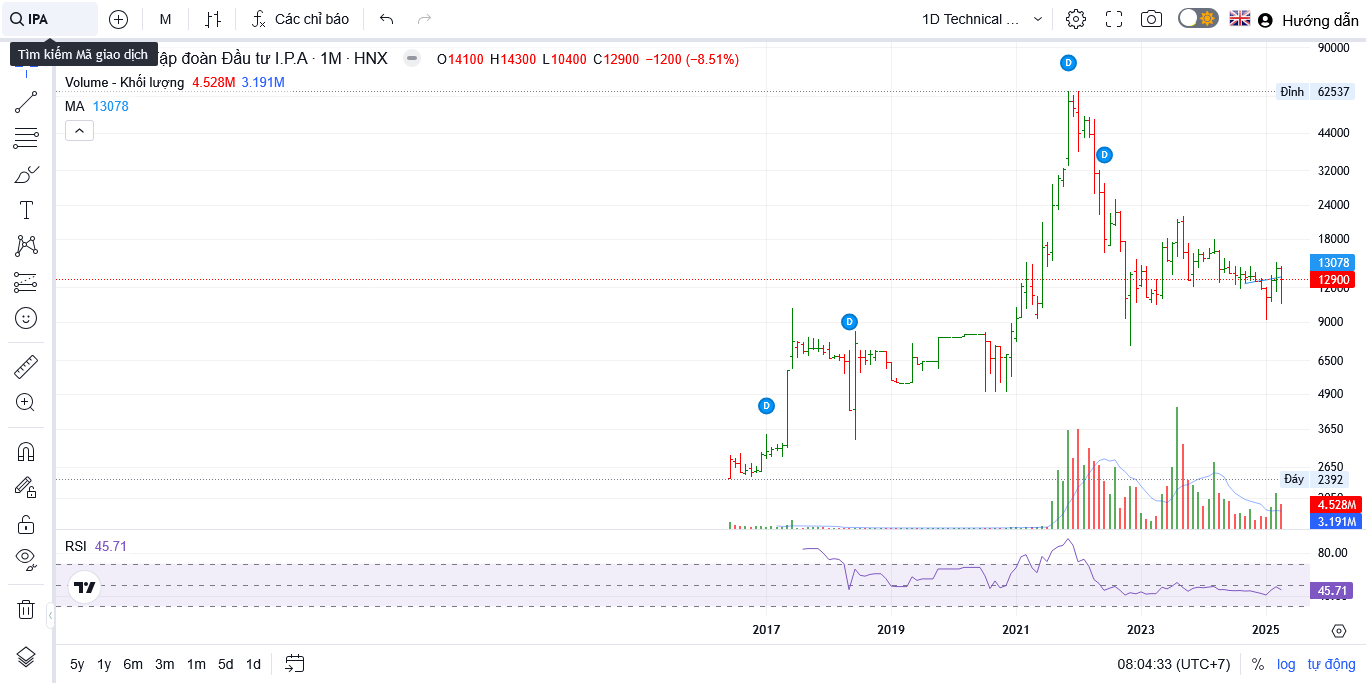 IPA
M
Các chỉ báo
1D Technical ...
Hướng dẫn
Tìm kiếm Mã giao dịch
ập đoàn Đầu tư I.P.A · 1M · HNX
O14100 H14300 L10400 C12900 −1200 (−8.51%)
Volume - Khối lượng 4.528M 3.191M
MA 13078
D
D
D
D
90000
Đỉnh 62537
44000
32000
24000
18000
13078
12900
12000
9000
6500
4900
3650
2650
Đáy 2392
4.528M
3.191M
RSI 45.71
80.00
45.71
2017 2019 2021 2023 2025
5y 1y 6m 3m 1m 5d 1d
08:04:33 (UTC+7) % log tự động